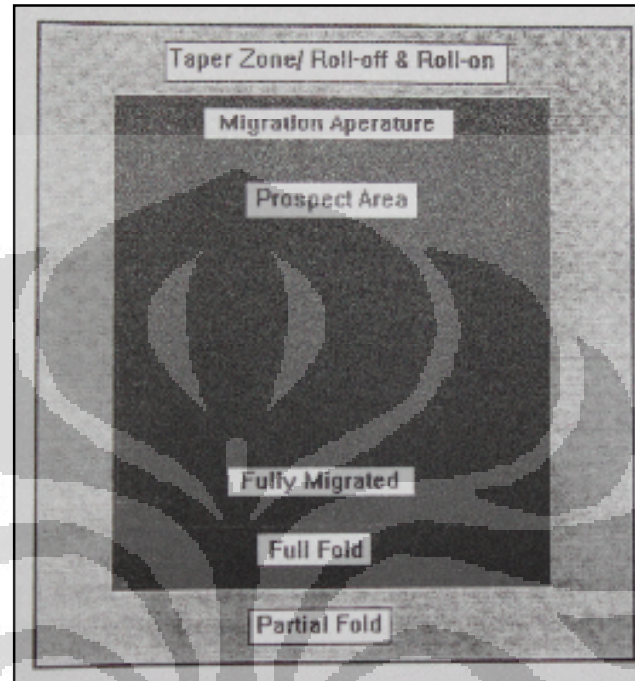 Taper Zone/ Roll-off & Roll-on
Migration Aperature
Prospect Area
Fully Migrated
Full Fold
Partial Fold